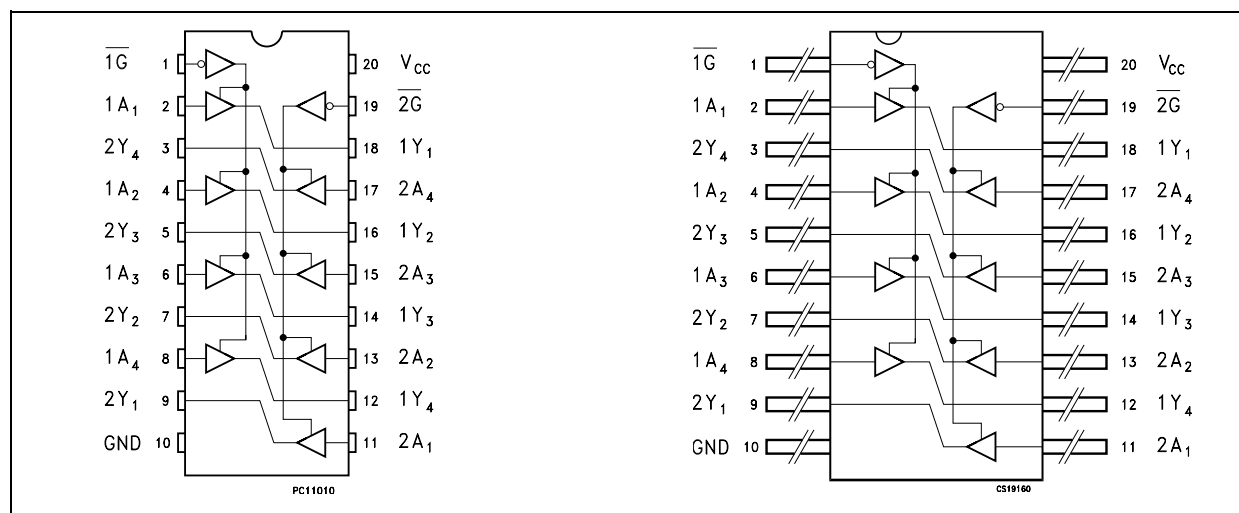 1G 1 20 VCC
1A1 2 19 2G
2Y4 3 18 1Y1
1A2 4 17 2A4
2Y3 5 16 1Y2
1A3 6 15 2A3
2Y2 7 14 1Y3
1A4 8 13 2A2
2Y1 9 12 1Y4
GND 10 11 2A1
PC11010
1G 1 20 VCC
1A1 2 19 2G
2Y4 3 18 1Y1
1A2 4 17 2A4
2Y3 5 16 1Y2
1A3 6 15 2A3
2Y2 7 14 1Y3
1A4 8 13 2A2
2Y1 9 12 1Y4
GND 10 11 2A1
CS19160